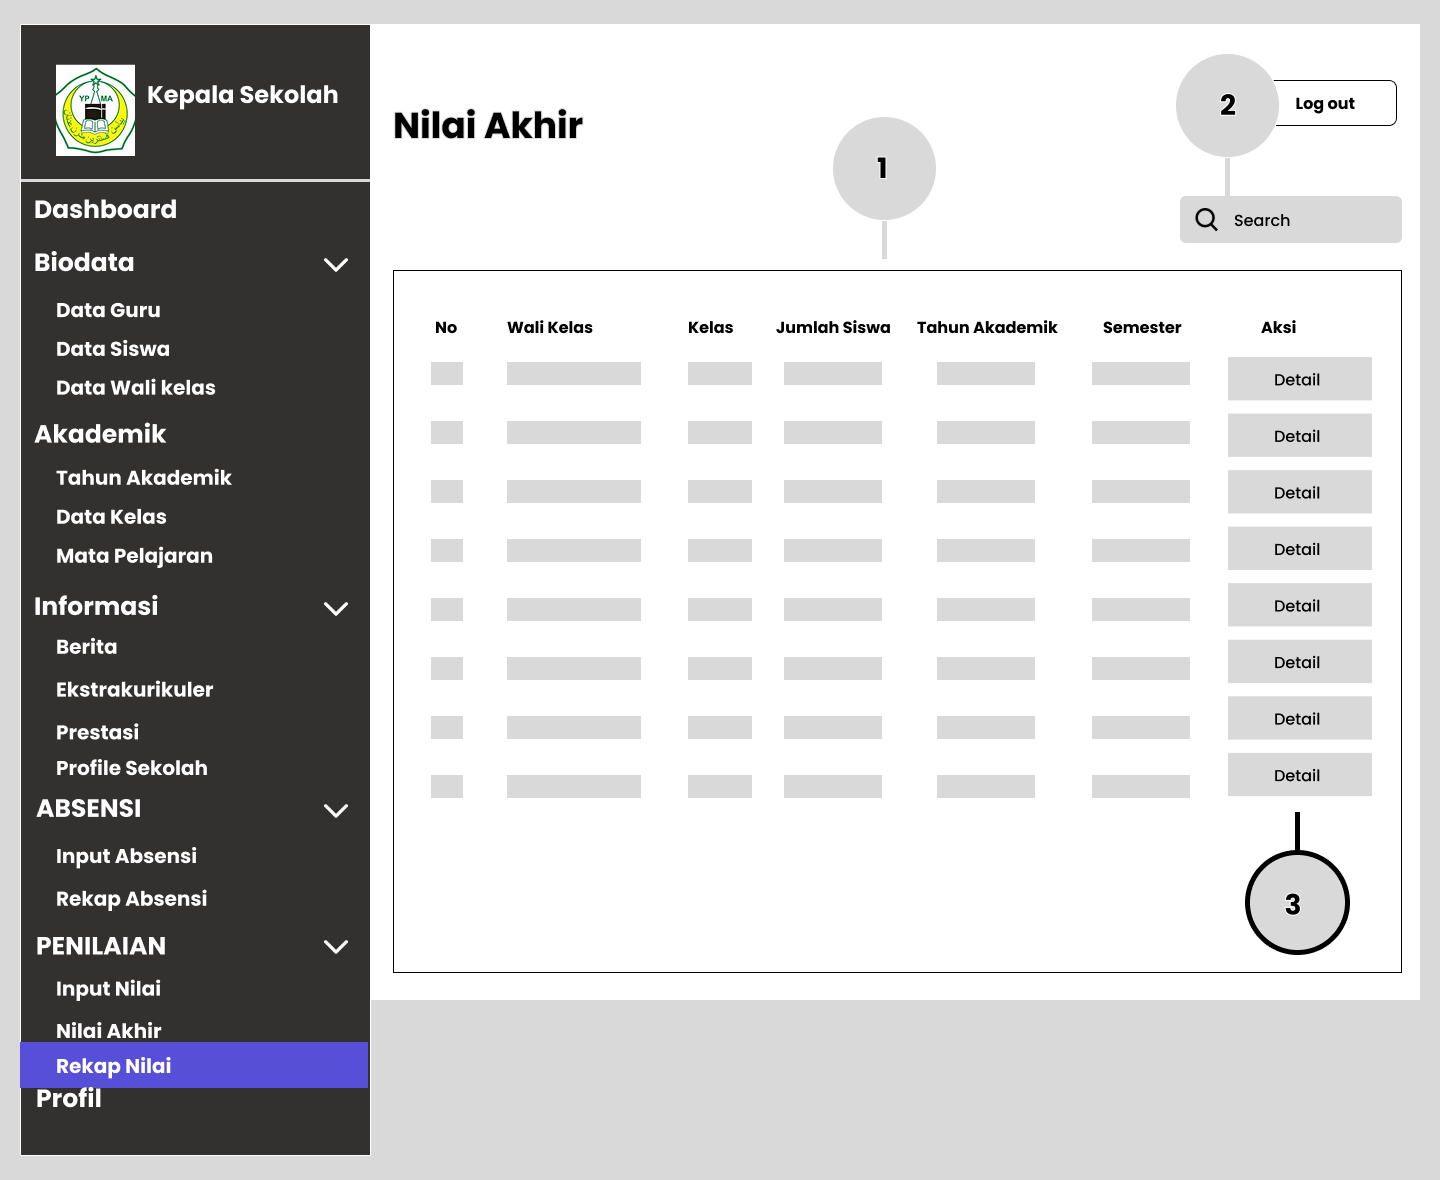 YP MA
Kepala Sekolah
Dashboard
Biodata
Data Guru
Data Siswa
Data Wali kelas
Akademik
Tahun Akademik
Data Kelas
Mata Pelajaran
Informasi
Berita
Ekstrakurikuler
Prestasi
Profile Sekolah
ABSENSI
Input Absensi
Rekap Absensi
PENILAIAN
Input Nilai
Nilai Akhir
Rekap Nilai
Profil
Nilai Akhir
1
2
Log out
Search
No Wali Kelas Kelas Jumlah Siswa Tahun Akademik Semester Aksi
Detail
Detail
Detail
Detail
Detail
Detail
Detail
Detail
3